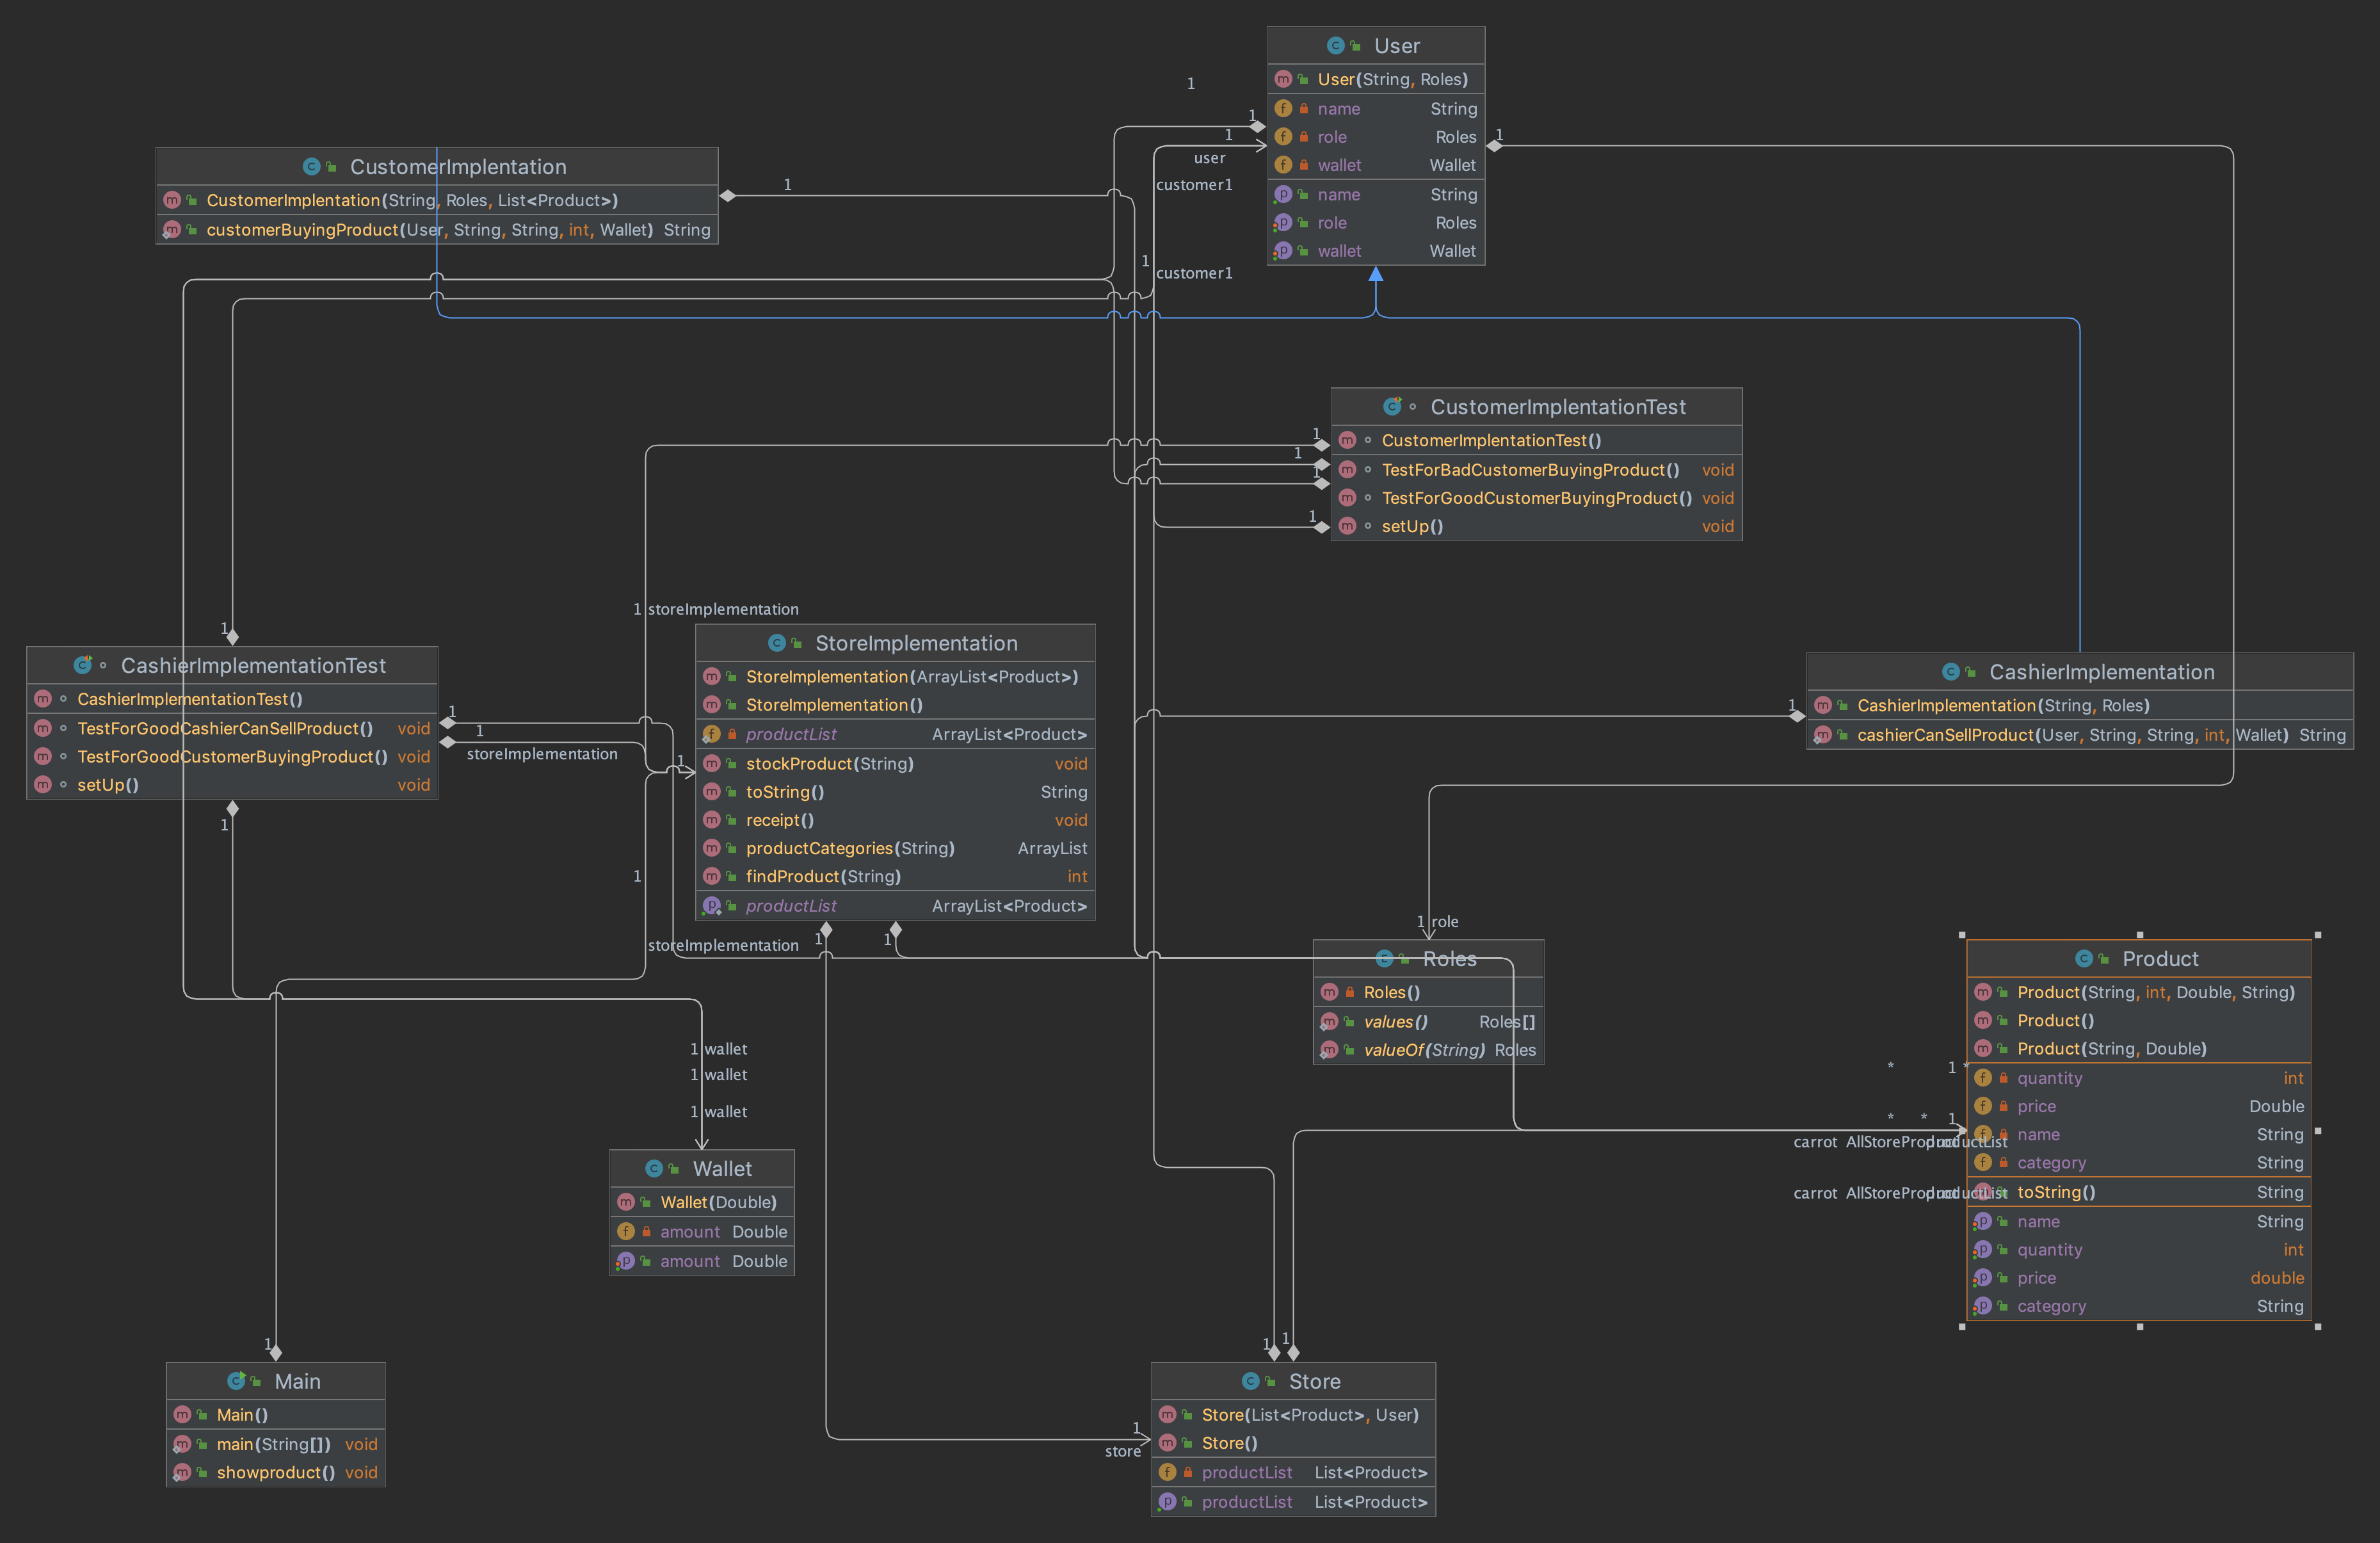 User
User(String, Roles)
name String
role Roles
wallet Wallet
name String
role Roles
wallet Wallet
1
1
1
user
customer1
1
customer1
1
CustomerImplentation
CustomerImplentation(String, Roles, List<Product>)
customerBuyingProduct(User, String, String, int, Wallet) String
1
CustomerImplentationTest
CustomerImplentationTest()
TestForBadCustomerBuyingProduct() void
TestForGoodCustomerBuyingProduct() void
setUp() void
1
1
1
1
1 storeImplementation
CashierImplementationTest
CashierImplementationTest()
TestForGoodCashierCanSellProduct() void
TestForGoodCustomerBuyingProduct() void
setUp() void
1
1
1
storeImplementation
1
1
StoreImplementation
StoreImplementation(ArrayList<Product>)
StoreImplementation()
productList ArrayList<Product>
stockProduct(String) void
toString() String
receipt() void
productCategories(String) ArrayList
findProduct(String) int
productList ArrayList<Product>
1
1
1
storeImplementation
CashierImplementation
CashierImplementation(String, Roles)
cashierCanSellProduct(User, String, String, int, Wallet) String
1
1 role
Roles
Roles()
values() Roles[]
valueOf(String) Roles
Product
Product(String, int, Double, String)
Product()
Product(String, Double)
quantity int
price Double
name String
category String
toString() String
name String
quantity int
price double
category String
* 1 *
* * 1
carrot AllStoreProduct productList
carrot AllStoreProduct productList
1 wallet
1 wallet
1 wallet
Wallet
Wallet(Double)
amount Double
amount Double
1
Main
Main()
main(String[]) void
showproduct() void
1
1
1
store
Store
Store(List<Product>, User)
Store()
productList List<Product>
productList List<Product>